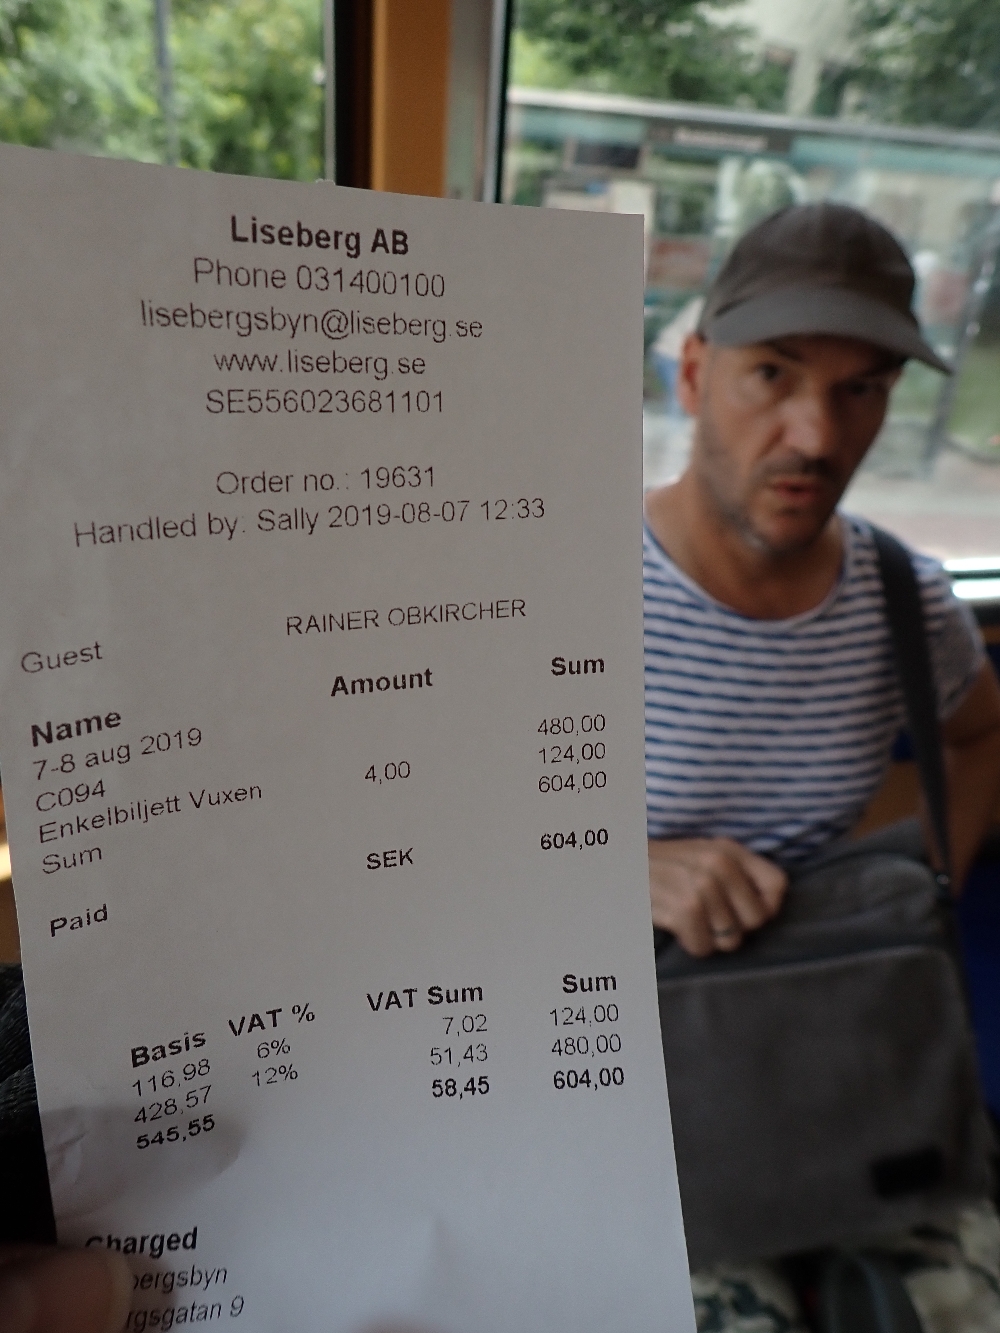 Liseberg AB
Phone 031400100
lisebergsbyn@liseberg.se
www.liseberg.se
SE556023681101
Order no.: 19631
Handled by: Sally 2019-08-07 12:33
Guest RAINER OBKIRCHER
Name Amount Sum
7-8 aug 2019
C094 480,00
Enkelbiljett Vuxen 4,00 124,00
Sum 604,00
Paid SEK 604,00
Basis VAT % VAT Sum Sum
116,98 6% 7,02 124,00
428,57 12% 51,43 480,00
545,55 58,45 604,00
Charged
bergsbyn
rgsgatan 9